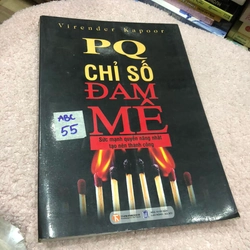 Virender Kapoor
PQ
CHỈ SỐ
ĐAM
MÊ
Sức mạnh quyền năng nhất
tạo nên thành công
ABC
55